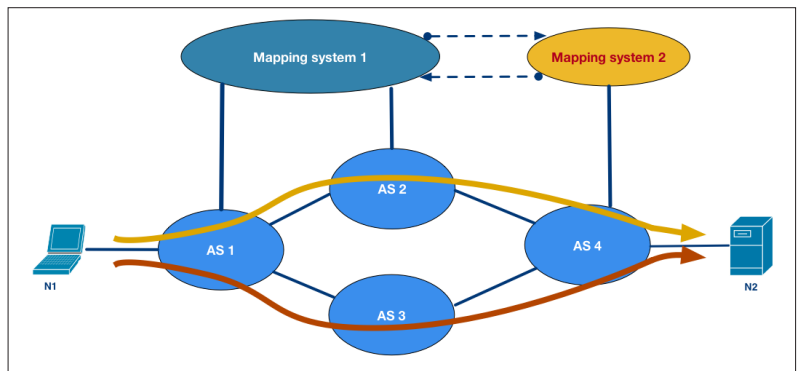 Mapping system 1
Mapping system 2
AS 2
AS 1
AS 4
N1
N2
AS 3